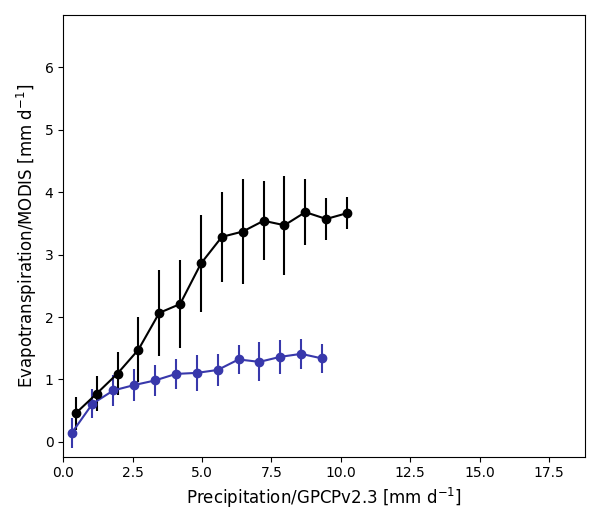 6
5
4
3
2
1
0
Evapotranspiration/MODIS [mm d⁻¹]
0.0 2.5 5.0 7.5 10.0 12.5 15.0 17.5
Precipitation/GPCPv2.3 [mm d⁻¹]